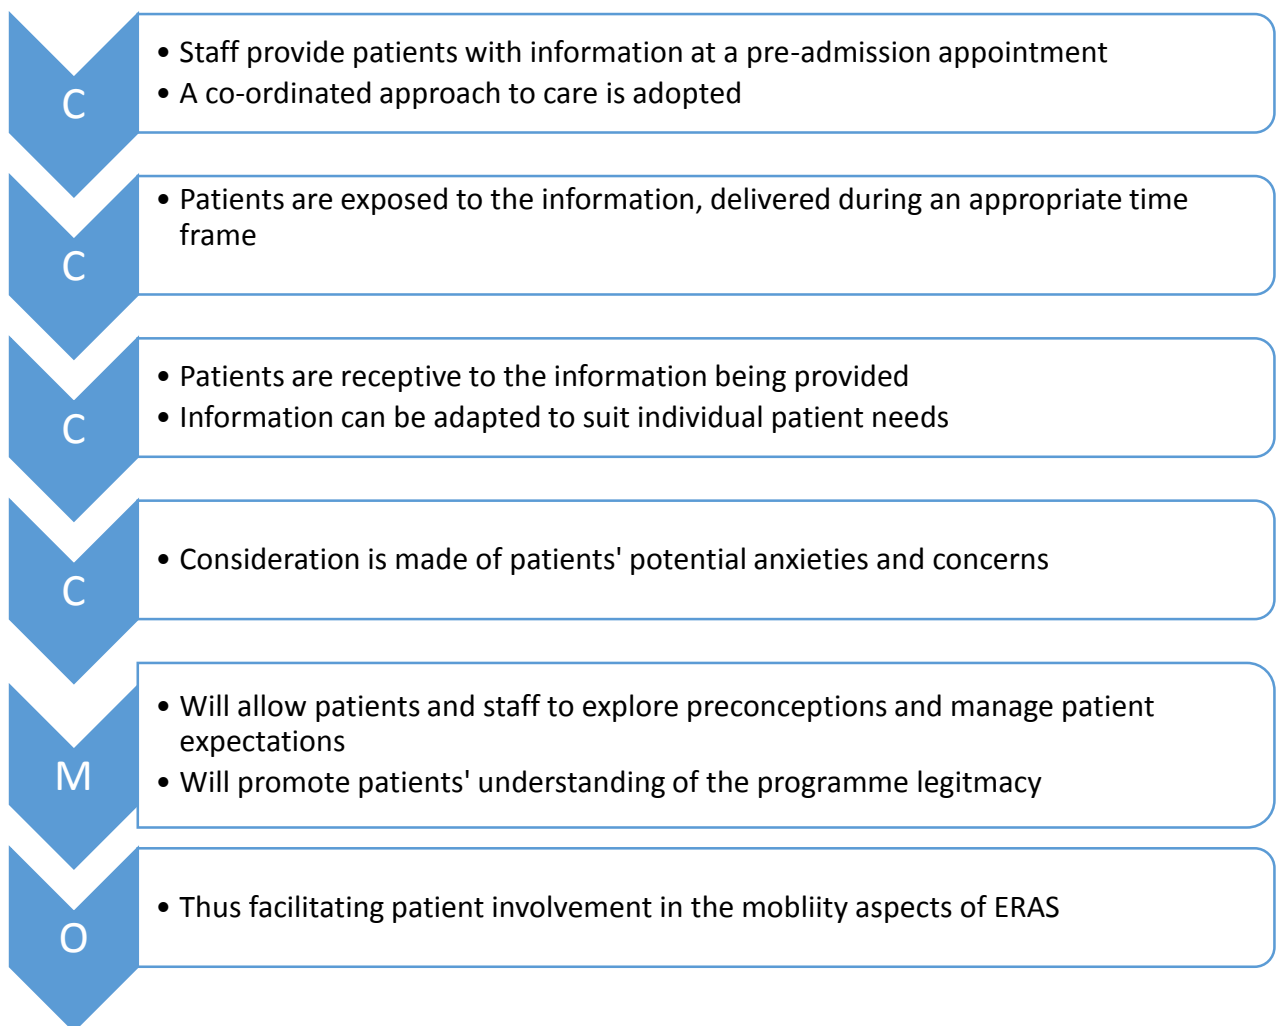 C
• Staff provide patients with information at a pre-admission appointment
• A co-ordinated approach to care is adopted
C
• Patients are exposed to the information, delivered during an appropriate time
frame
C
• Patients are receptive to the information being provided
• Information can be adapted to suit individual patient needs
C
• Consideration is made of patients' potential anxieties and concerns
M
• Will allow patients and staff to explore preconceptions and manage patient
expectations
• Will promote patients' understanding of the programme legitmacy
O
• Thus facilitating patient involvement in the mobliity aspects of ERAS